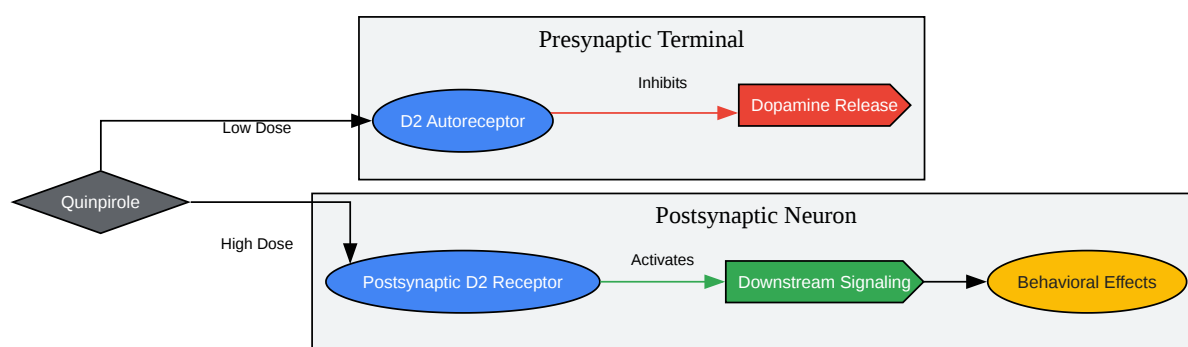 Presynaptic Terminal
Inhibits
Dopamine Release
D2 Autoreceptor
Low Dose
Quinpirole
High Dose
Postsynaptic Neuron
Activates
Postsynaptic D2 Receptor
Downstream Signaling
Behavioral Effects